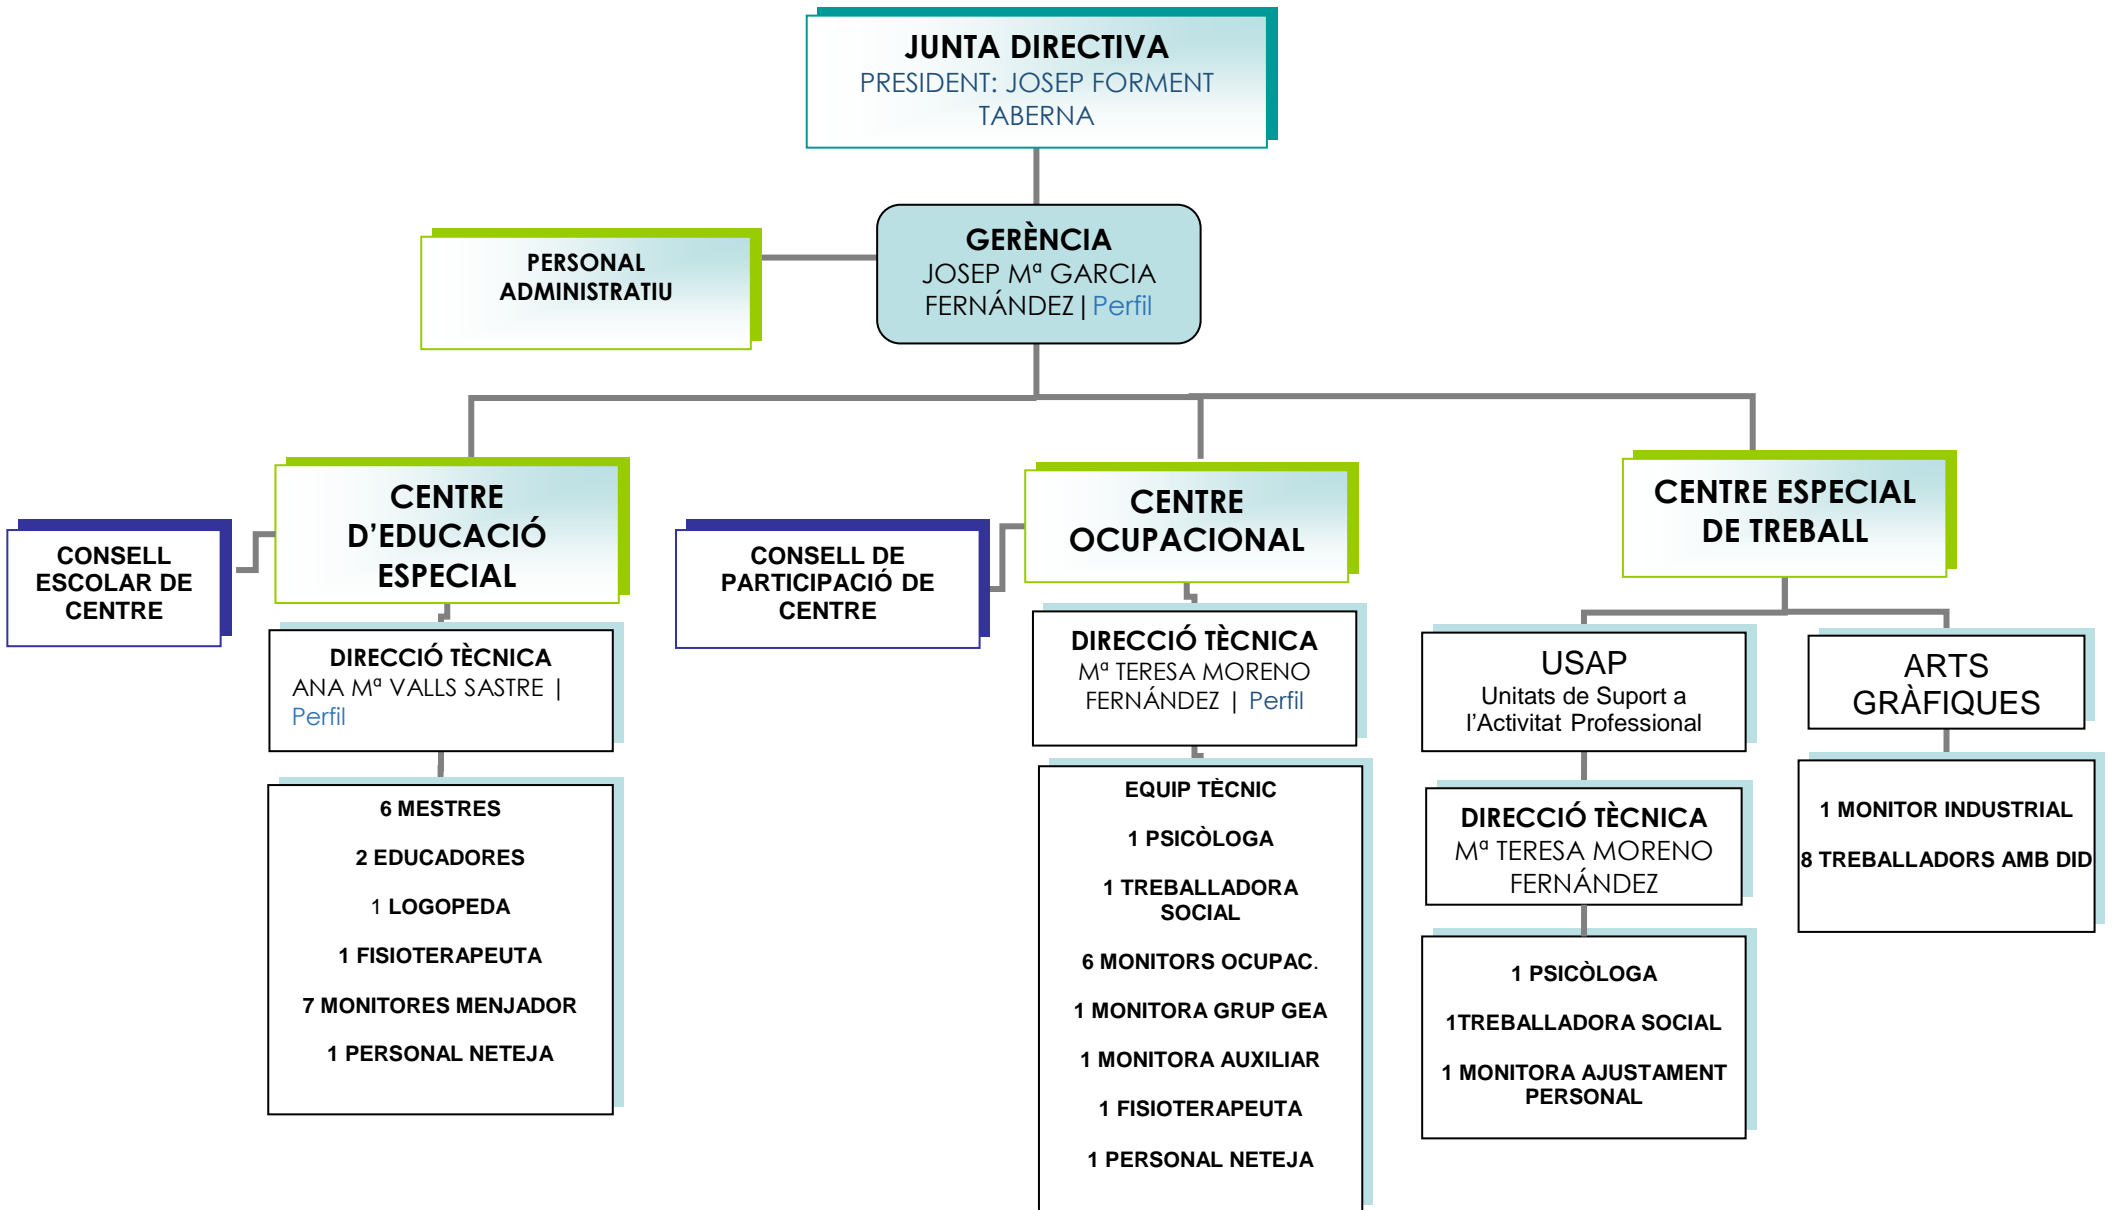 JUNTA DIRECTIVA
PRESIDENT: JOSEP FORMENT
TABERNA
GERÈNCIA
JOSEP Mª GARCIA
FERNÁNDEZ|Perfil
PERSONAL
ADMINISTRATIU
CENTRE
D’EDUCACIÓ
ESPECIAL
CONSELL
ESCOLAR DE
CENTRE
DIRECCIÓ TÈCNICA
ANA Mª VALLS SASTRE |
Perfil
6 MESTRES
2 EDUCADORES
1 LOGOPEDA
1 FISIOTERAPEUTA
7 MONITORES MENJADOR
1 PERSONAL NETEJA
CENTRE
OCUPACIONAL
CONSELL DE
PARTICIPACIÓ DE
CENTRE
DIRECCIÓ TÈCNICA
Mª TERESA MORENO
FERNÁNDEZ | Perfil
EQUIP TÈCNIC
1 PSICÒLOGA
1 TREBALLADORA
SOCIAL
6 MONITORS OCUPAC.
1 MONITORA GRUP GEA
1 MONITORA AUXILIAR
1 FISIOTERAPEUTA
1 PERSONAL NETEJA
CENTRE ESPECIAL
DE TREBALL
USAP
Unitats de Suport a
l’Activitat Professional
DIRECCIÓ TÈCNICA
Mª TERESA MORENO
FERNÁNDEZ
1 PSICÒLOGA
1TREBALLADORA SOCIAL
1 MONITORA AJUSTAMENT
PERSONAL
ARTS
GRÀFIQUES
1 MONITOR INDUSTRIAL
8 TREBALLADORS AMB DID